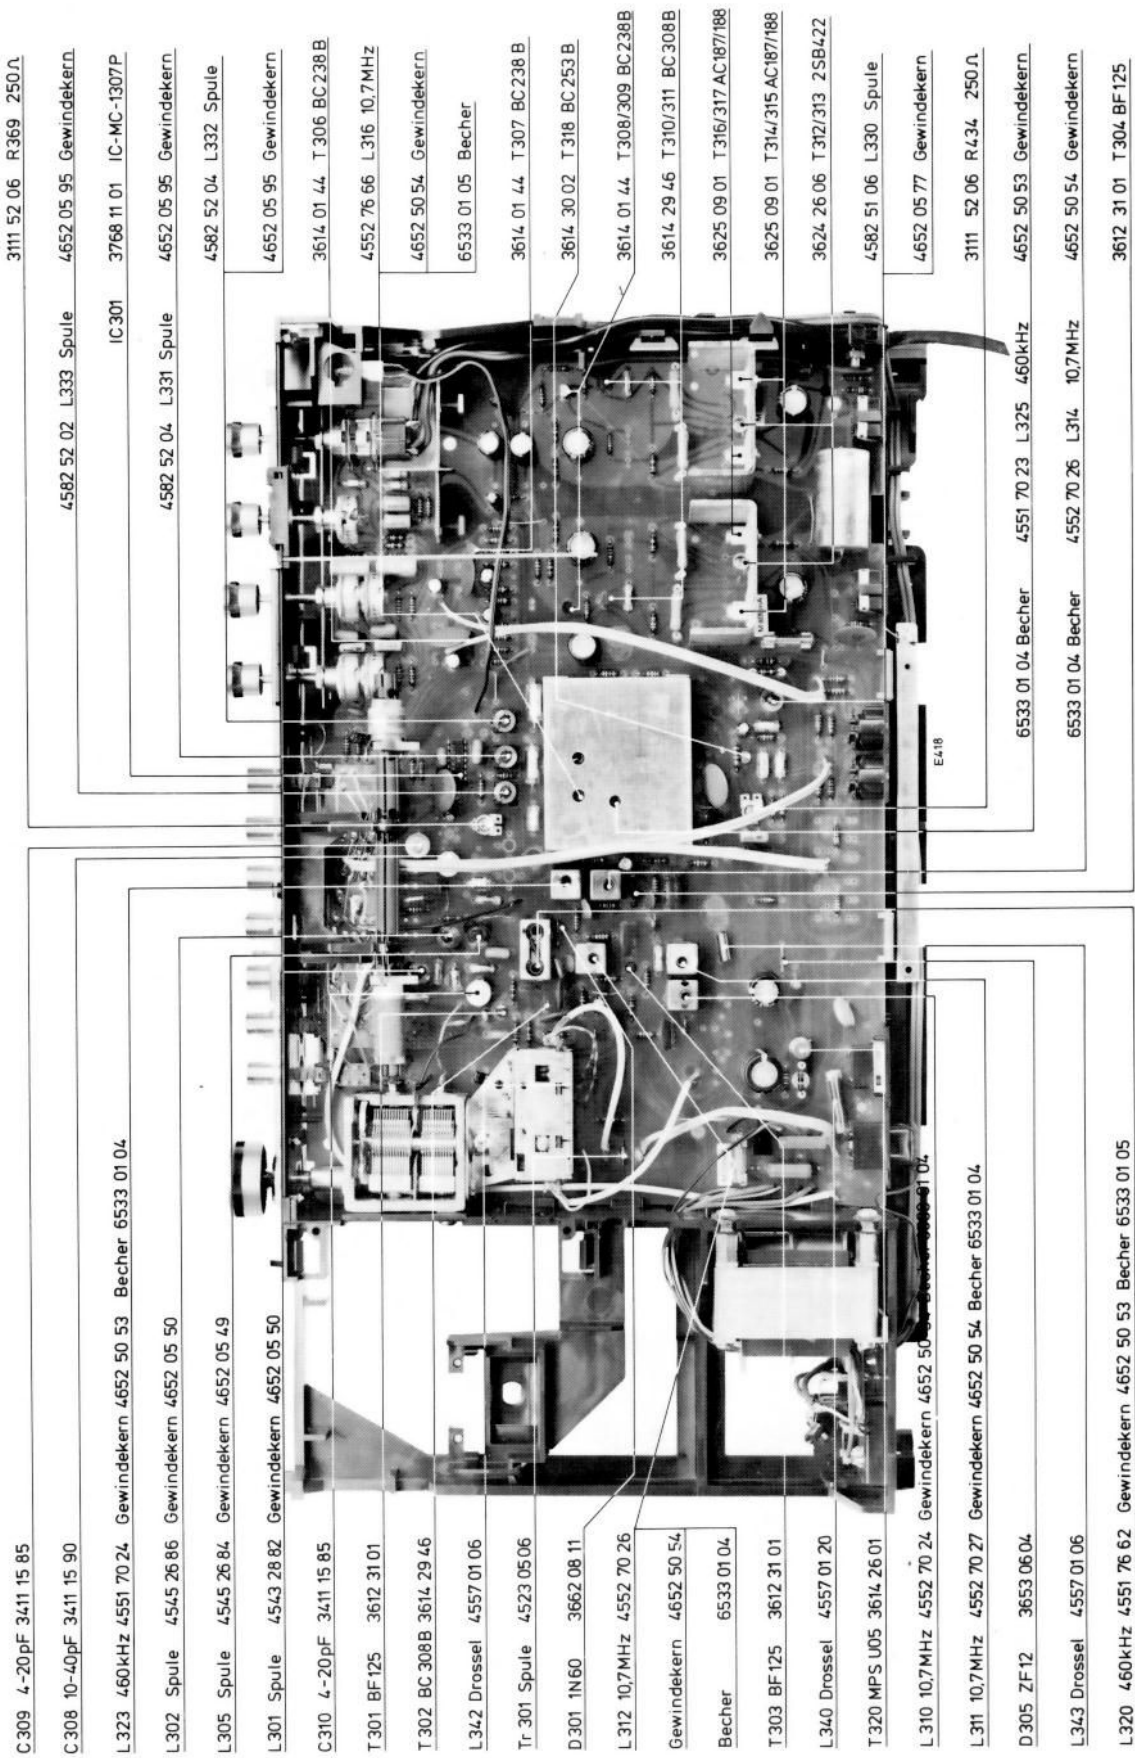 C309 4-20pF 3411 15 85
C308 10-40pF 3411 15 90
L323 460kHz 4551 70 24 Gewindekern 4652 50 53 Becher 6533 01 04
L302 Spule 4545 26 86 Gewindekern 4652 05 50
L305 Spule 4545 26 84 Gewindekern 4652 05 49
L301 Spule 4543 28 82 Gewindekern 4652 05 50
C310 4-20pF 3411 15 85
T301 BF125 3612 31 01
T302 BC 308B 3614 29 46
L342 Drossel 4557 01 06
Tr 301 Spule 4523 05 06
D301 1N60 3662 08 11
L312 10,7MHz 4552 70 26
Gewindekern 4652 50 54
Becher 6533 01 04
T303 BF125 3612 31 01
L340 Drossel 4557 01 20
T320 MPS U05 3614 26 01
L310 10,7MHz 4552 70 24 Gewindekern 4652 50 54 Becher 6533 01 04
L311 10,7MHz 4552 70 27 Gewindekern 4652 50 54 Becher 6533 01 04
D305 ZF12 3653 06 04
L343 Drossel 4557 01 06
L320 460kHz 4551 76 62 Gewindekern 4652 50 53 Becher 6533 01 05
3111 52 06 R369 250Ω
4582 52 02 L333 Spule 4652 05 95 Gewindekern
IC301 3768 11 01 IC-MC-1307P
4582 52 04 L331 Spule 4652 05 95 Gewindekern
4582 52 04 L332 Spule
4652 05 95 Gewindekern
3614 01 44 T306 BC238B
4552 76 66 L316 10,7MHz
4652 50 54 Gewindekern
6533 01 05 Becher
3614 01 44 T307 BC238B
3614 30 02 T318 BC253B
3614 01 44 T308/309 BC238B
3614 29 46 T310/311 BC308B
3625 09 01 T316/317 AC187/188
3625 09 01 T314/315 AC187/188
3624 26 06 T312/313 2SB422
4582 51 06 L330 Spule
4652 05 77 Gewindekern
3111 52 06 R434 250Ω
6533 01 04 Becher 4551 70 23 L325 460kHz 4652 50 53 Gewindekern
6533 01 04 Becher 4552 70 26 L314 10,7MHz 4652 50 54 Gewindekern
3612 31 01 T304 BF125
E418